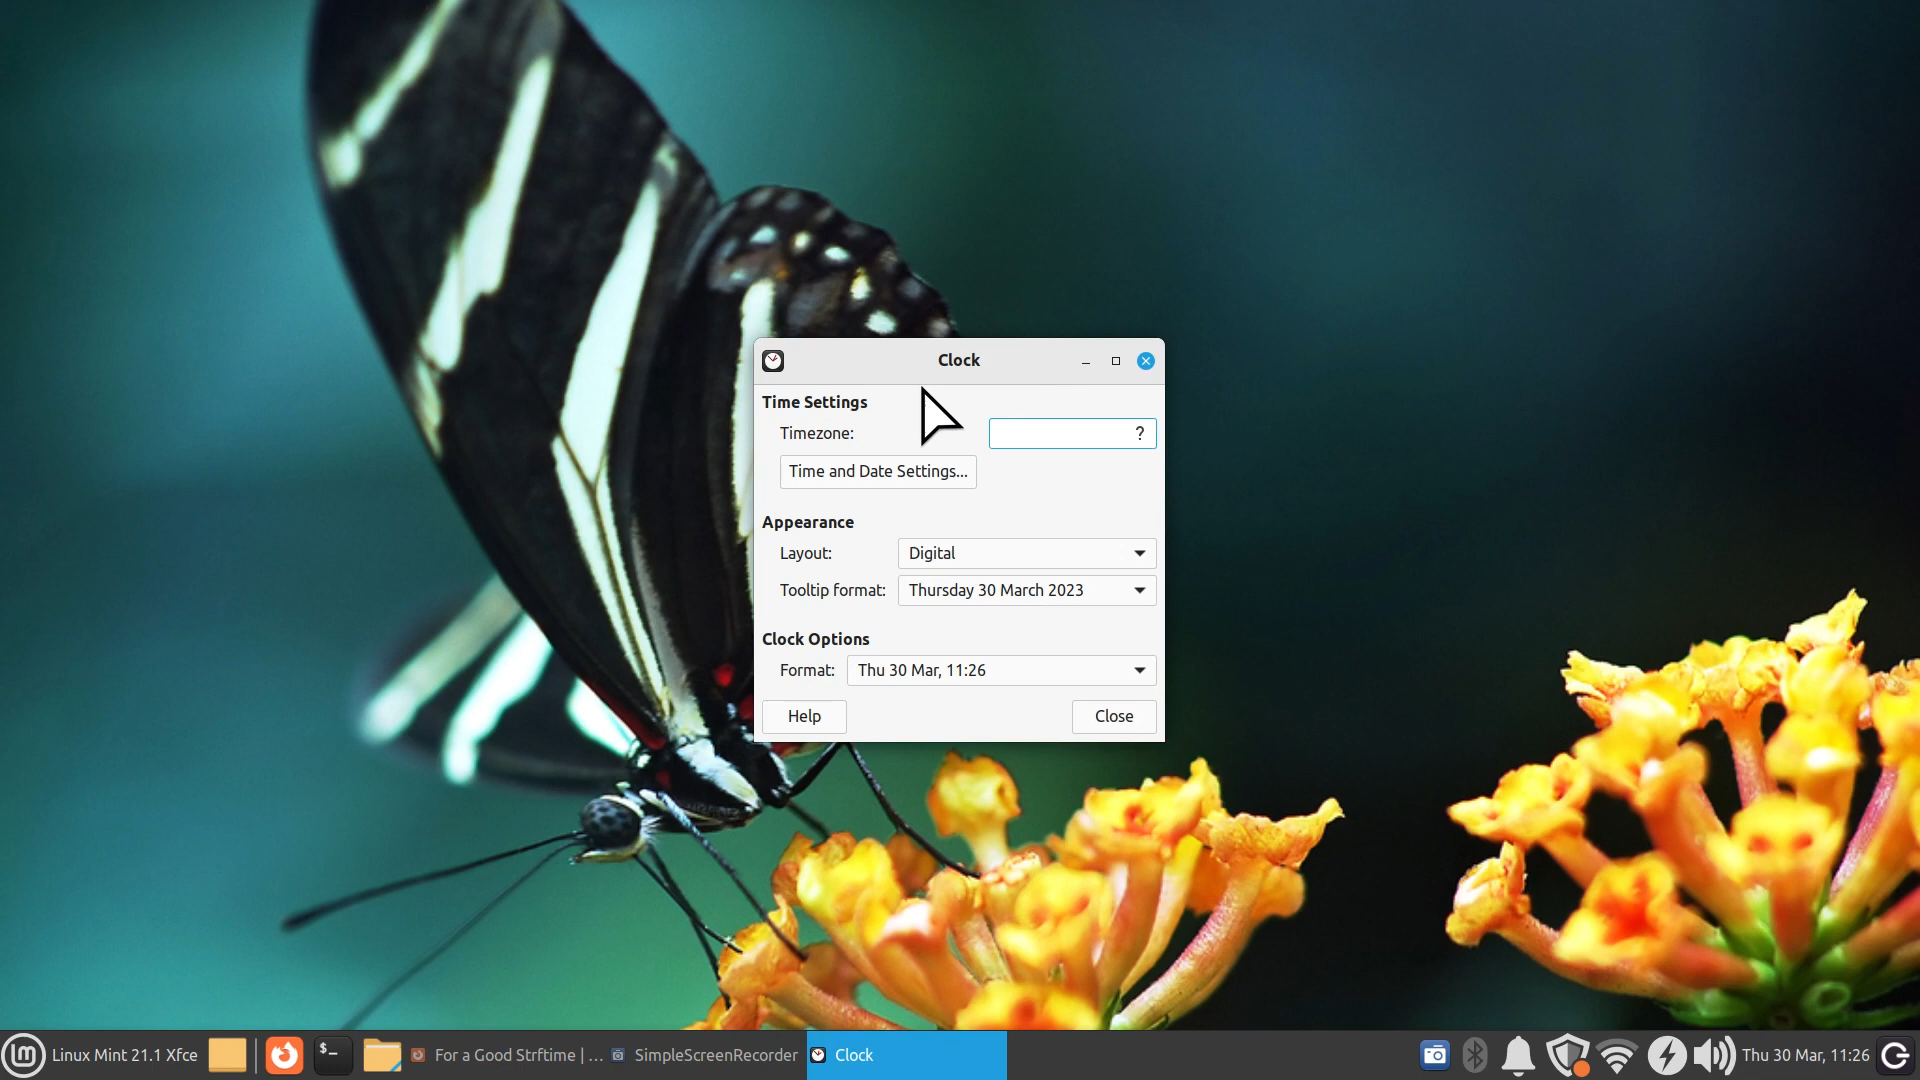 Clock
Time Settings
Timezone:
?
Time and Date Settings...
Appearance
Layout: Digital
Tooltip format: Thursday 30 March 2023
Clock Options
Format: Thu 30 Mar, 11:26
Help Close
Linux Mint 21.1 Xfce $_ For a Good Strftime | ... SimpleScreenRecorder Clock Thu 30 Mar, 11:26